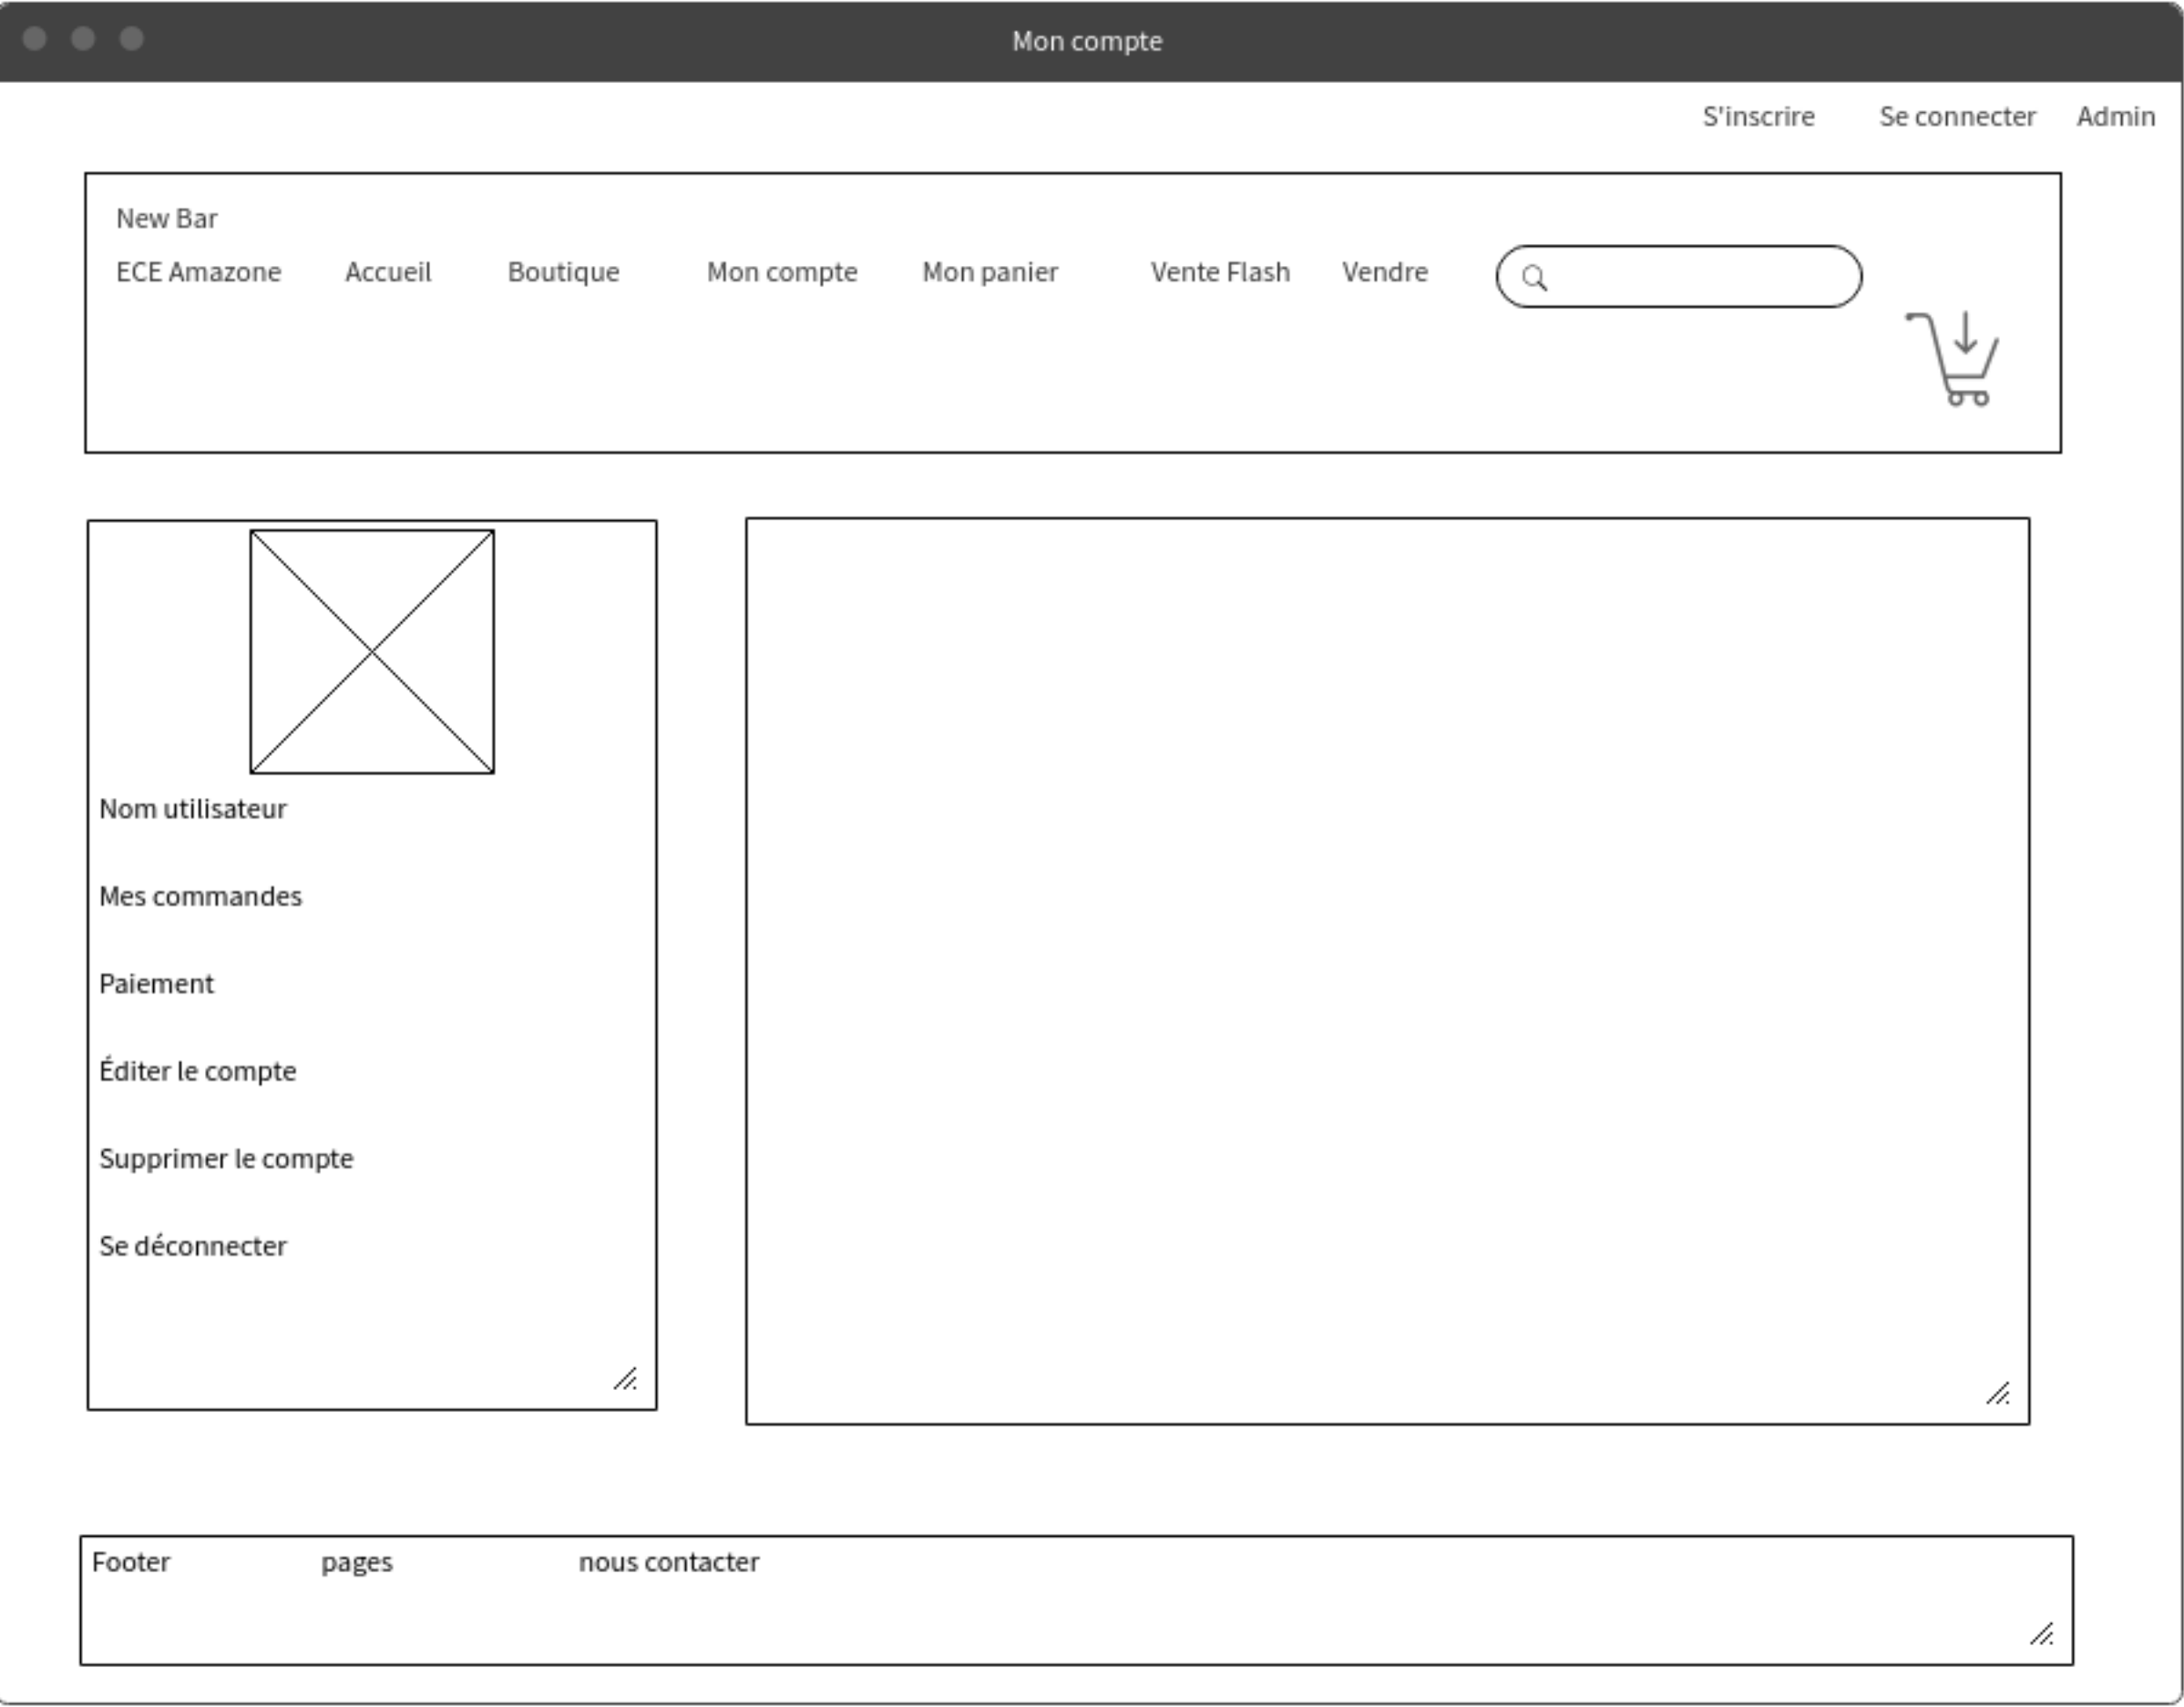 Mon compte
S'inscrire Se connecter Admin
New Bar
ECE Amazone Accueil Boutique Mon compte Mon panier Vente Flash Vendre
Nom utilisateur
Mes commandes
Paiement
Éditer le compte
Supprimer le compte
Se déconnecter
Footer pages nous contacter